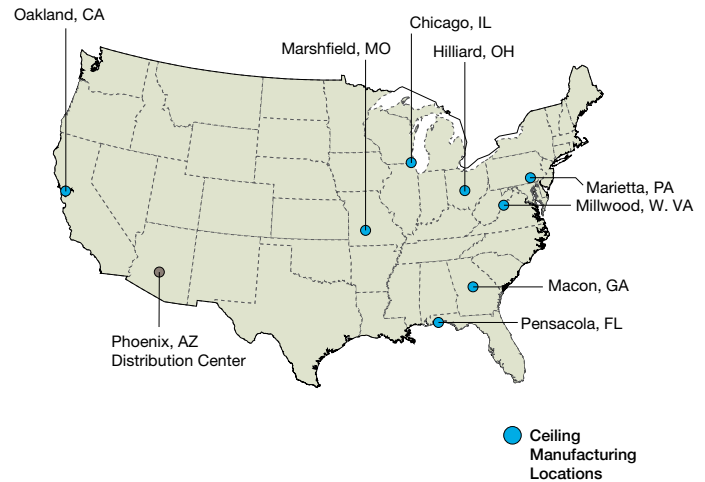 Oakland, CA
Chicago, IL
Marshfield, MO
Hilliard, OH
Marietta, PA
Millwood, W. VA
Macon, GA
Pensacola, FL
Phoenix, AZ
Distribution Center
Ceiling
Manufacturing
Locations